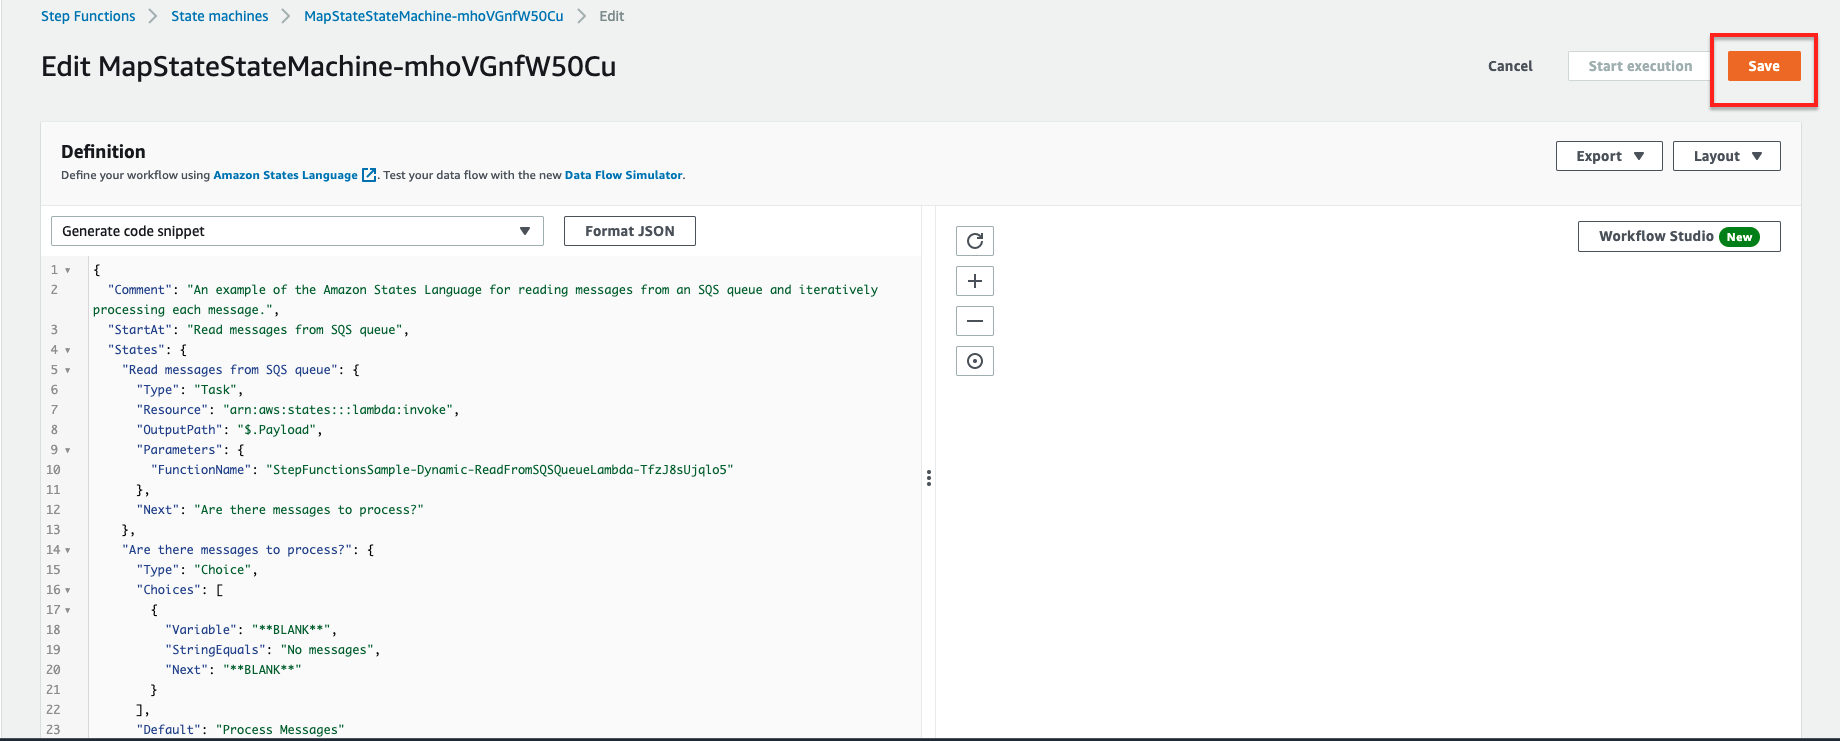 Step Functions > State machines > MapStateStateMachine-mhoVGnfW50Cu > Edit
Edit MapStateStateMachine-mhoVGnfW50Cu
Cancel
Start execution
Save
Definition
Define your workflow using Amazon States Language. Test your data flow with the new Data Flow Simulator.
Export ▼
Layout ▼
Generate code snippet ▼
Format JSON
Workflow Studio New
1 {
2 "Comment": "An example of the Amazon States Language for reading messages from an SQS queue and iteratively
processing each message.",
3 "StartAt": "Read messages from SQS queue",
4 "States": {
5 "Read messages from SQS queue": {
6 "Type": "Task",
7 "Resource": "arn:aws:states:::lambda:invoke",
8 "OutputPath": "$.Payload",
9 "Parameters": {
10 "FunctionName": "StepFunctionsSample-Dynamic-ReadFromSQSQueueLambda-TfzJ8sUjqlo5"
11 },
12 "Next": "Are there messages to process?"
13 },
14 "Are there messages to process?": {
15 "Type": "Choice",
16 "Choices": [
17 {
18 "Variable": "**BLANK**",
19 "StringEquals": "No messages",
20 "Next": "**BLANK**"
21 }
22 ],
23 "Default": "Process Messages"